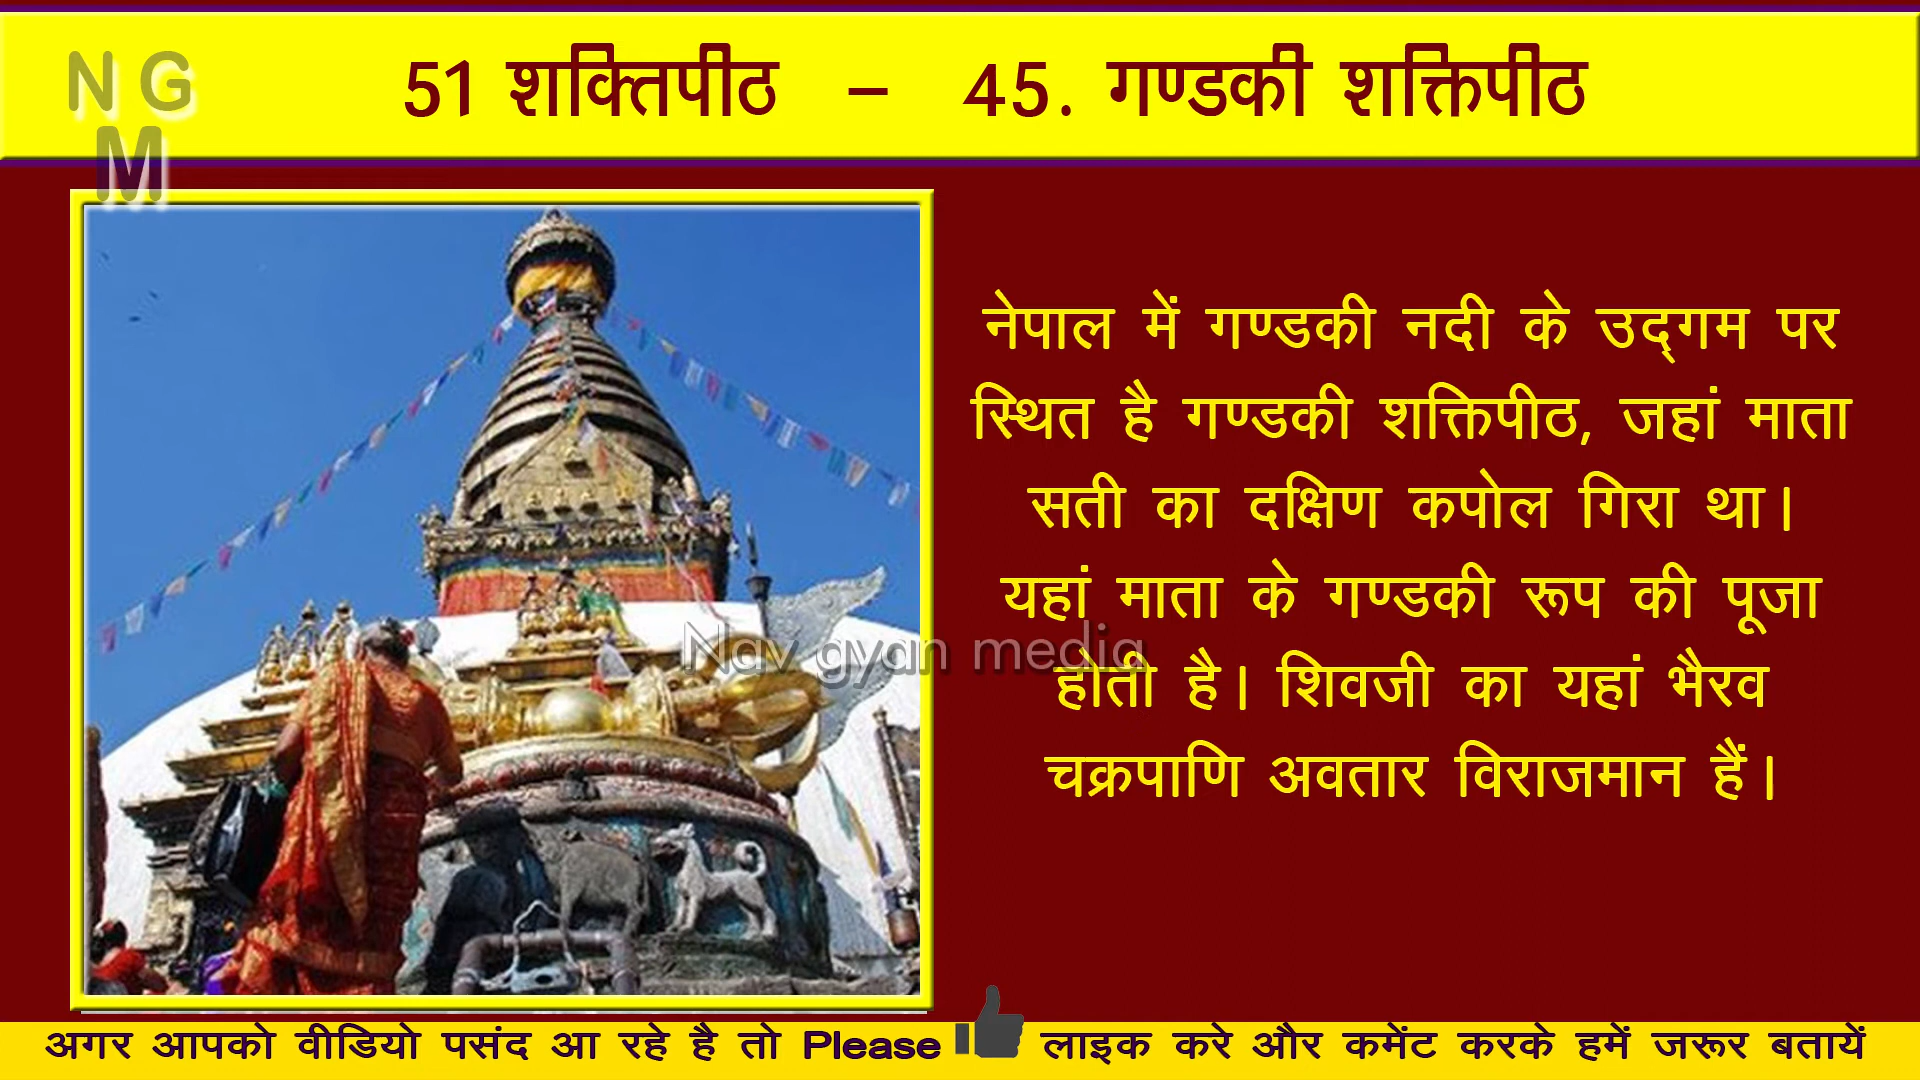 N G
M
51 शक्तिपीठ – 45. गण्डकी शक्तिपीठ
नेपाल में गण्डकी नदी के उद्‌गम पर
स्थित है गण्डकी शक्तिपीठ, जहां माता
सती का दक्षिण कपोल गिरा था।
यहां माता के गण्डकी रूप की पूजा
होती है। शिवजी का यहां भैरव
चक्रपाणि अवतार विराजमान हैं।
Nav gyan media
अगर आपको वीडियो पसंद आ रहे है तो Please लाइक करे और कमेंट करके हमें जरूर बतायें